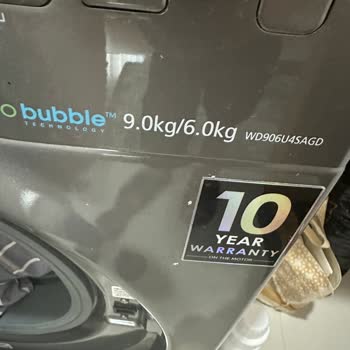 bubble™ 9.0kg/6.0kg WD906U4SAGD
TECHNOLOGY
10
YEAR
WARRANTY
ON THE MOTOR